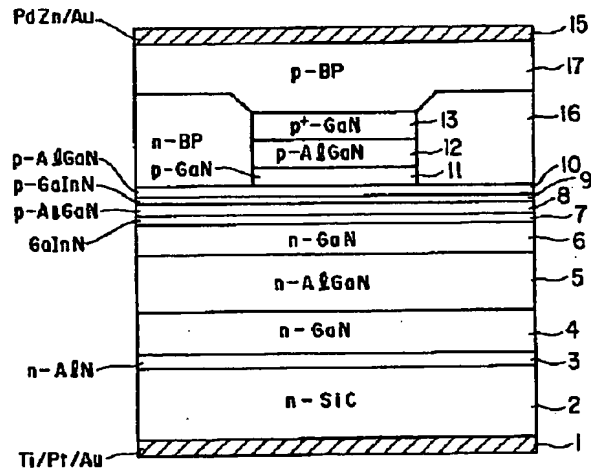 PdZn/Au
15
p-BP
17
p⁺-GaN
13
16
n-BP
p-AlGaN
12
p-AlGaN
p-GaN
11
10
p-GaInN
9
p-AlGaN
8
GaInN
7
n-GaN
6
n-AlGaN
5
n-GaN
4
n-AlN
3
n-SiC
2
Ti/Pt/Au
1